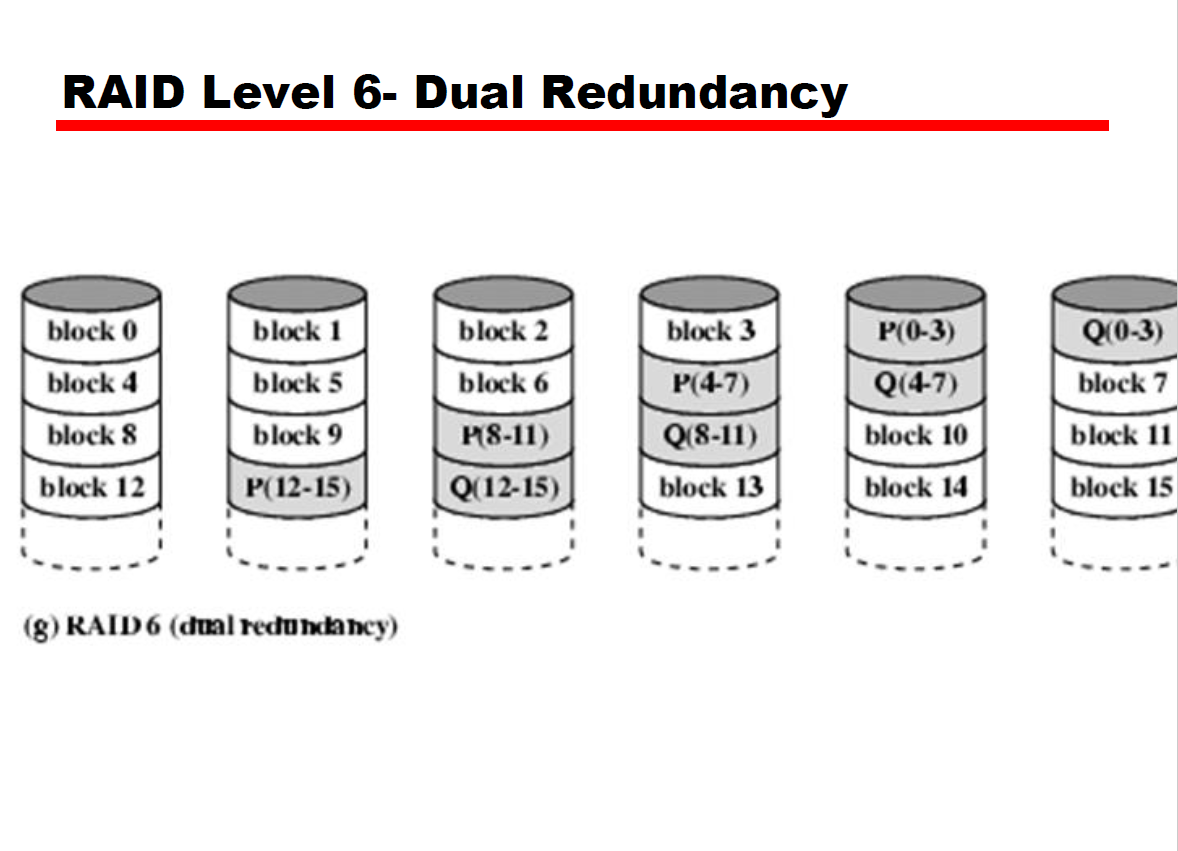 RAID Level 6- Dual Redundancy
block 0 block 1 block 2 block 3 P(0-3) Q(0-3)
block 4 block 5 block 6 P(4-7) Q(4-7) block 7
block 8 block 9 P(8-11) Q(8-11) block 10 block 11
block 12 P(12-15) Q(12-15) block 13 block 14 block 15
(g) RAID 6 (dual redundancy)